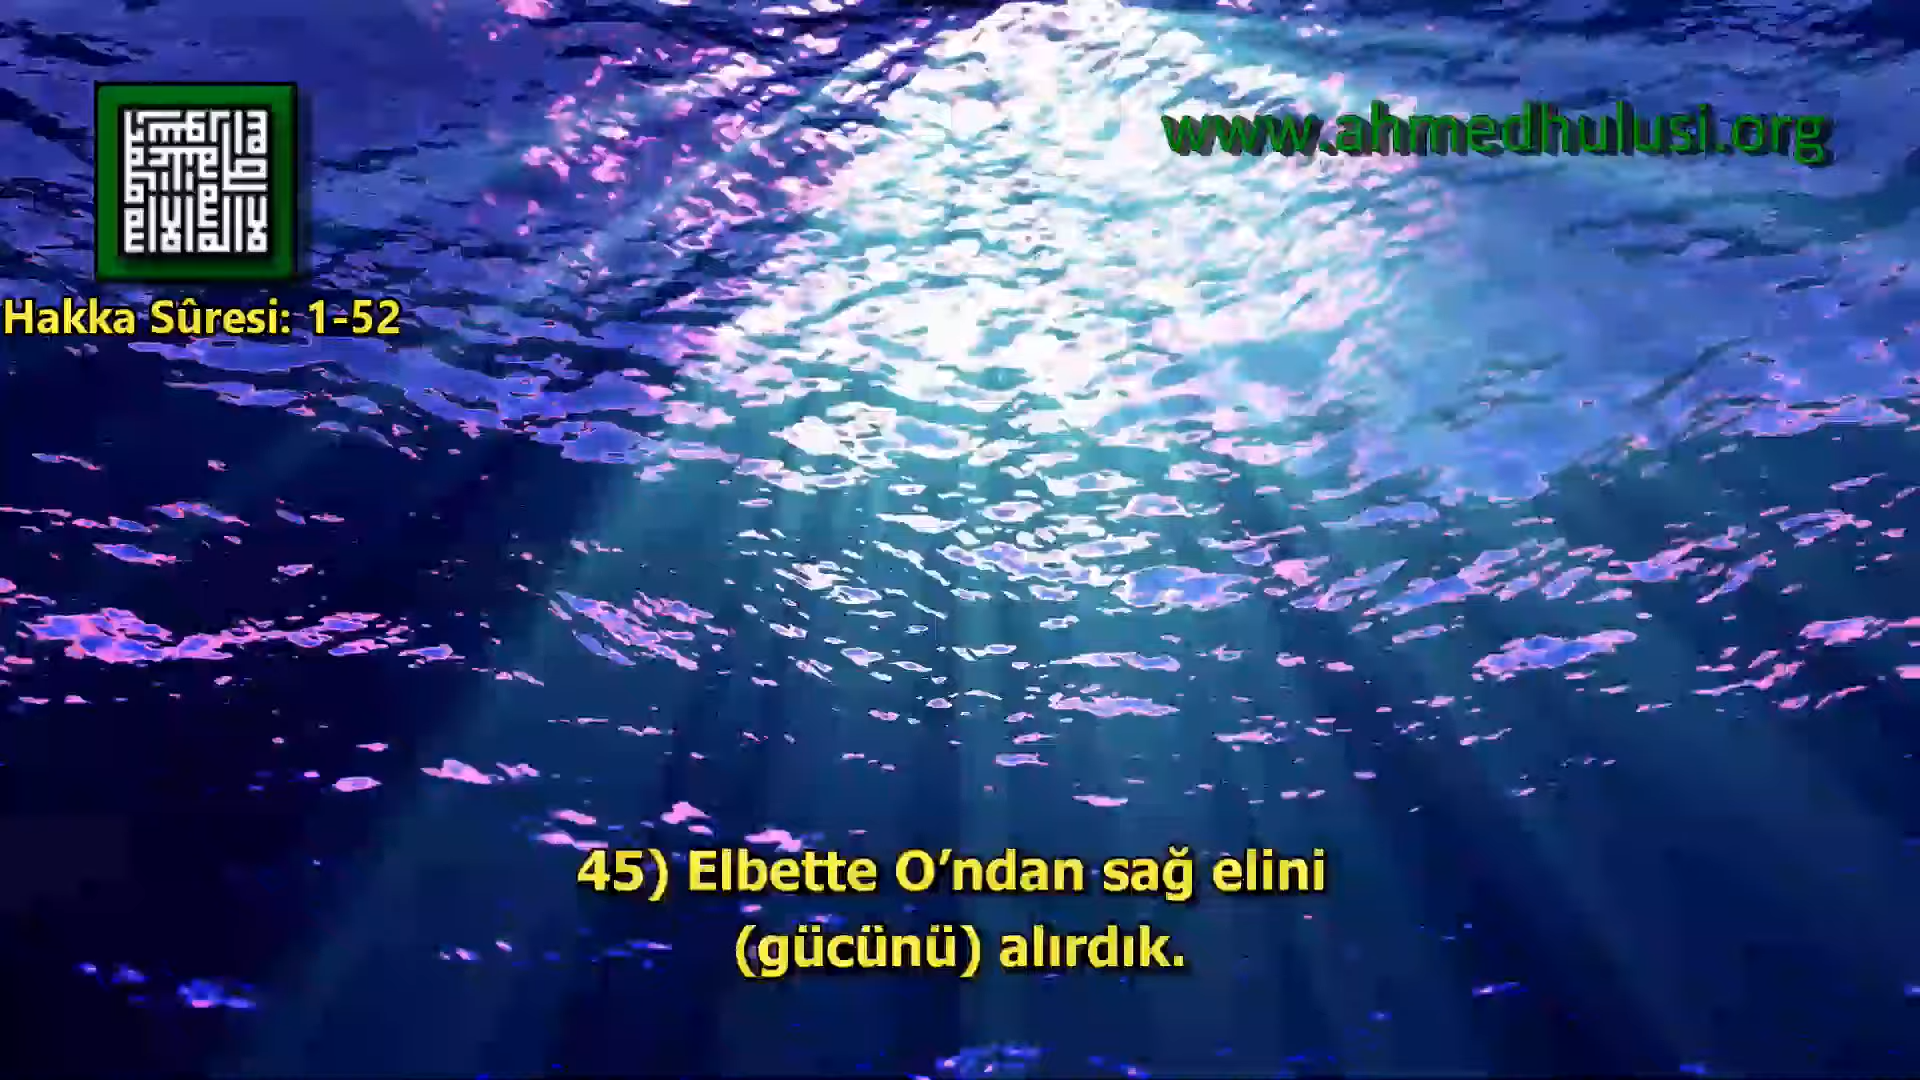 www.ahmedhulusi.org
Hakka Sûresi: 1-52
45) Elbette O’ndan sağ elini
(gücünü) alırdık.